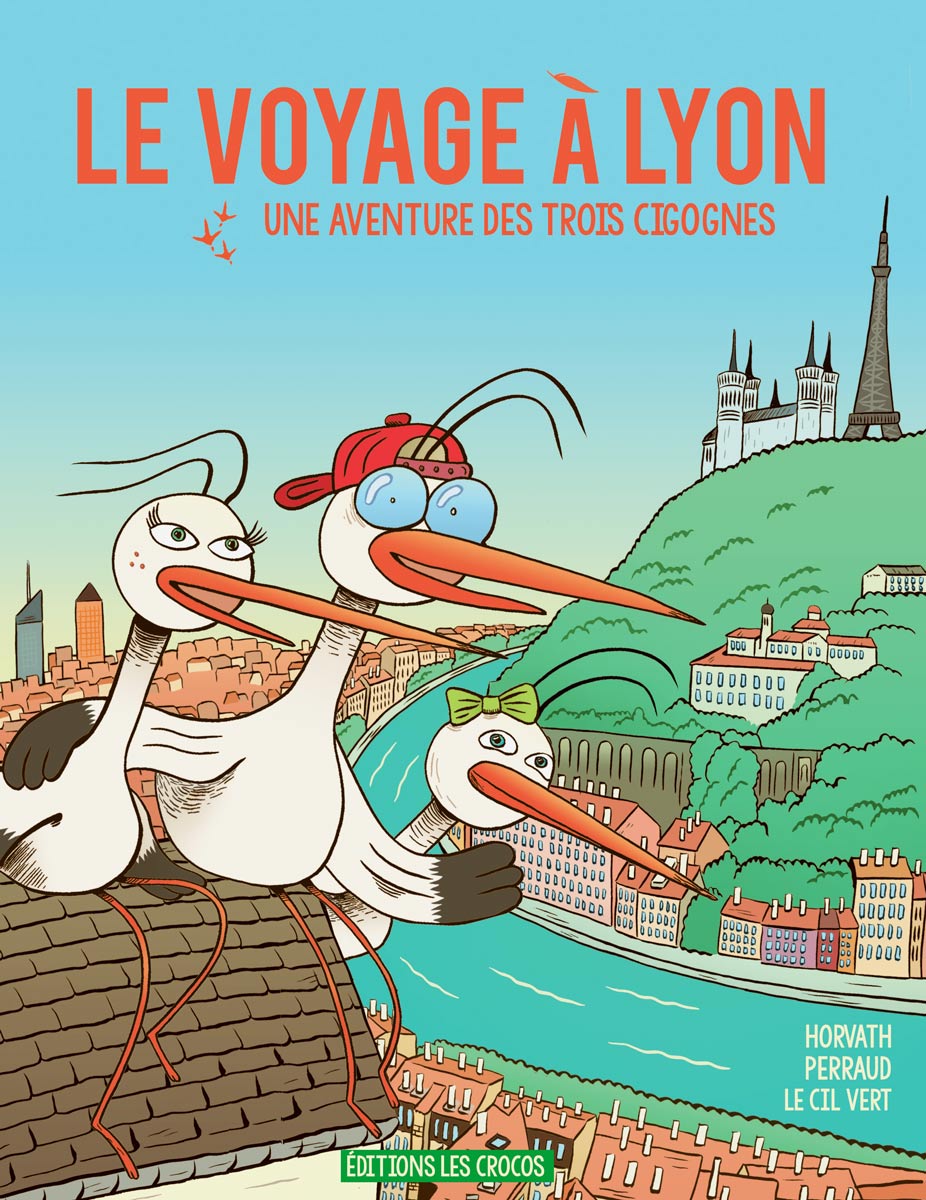 LE VOYAGE À LYON
UNE AVENTURE DES TROIS CIGOGNES
HORVATH
PERRAUD
LE CIL VERT
ÉDITIONS LES CROCOS